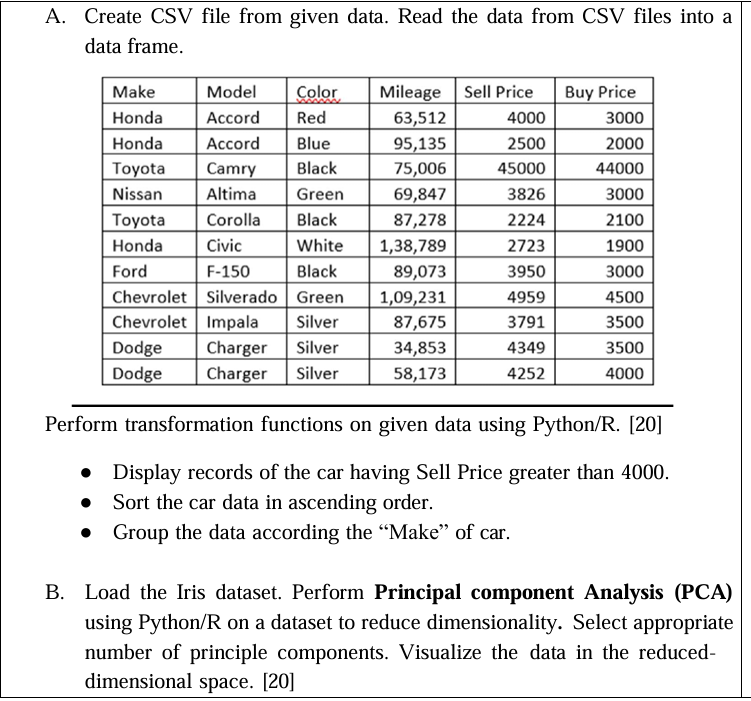 A. Create CSV file from given data. Read the data from CSV files into a
data frame.
Make Model Color Mileage Sell Price Buy Price
Honda Accord Red 63,512 4000 3000
Honda Accord Blue 95,135 2500 2000
Toyota Camry Black 75,006 45000 44000
Nissan Altima Green 69,847 3826 3000
Toyota Corolla Black 87,278 2224 2100
Honda Civic White 1,38,789 2723 1900
Ford F-150 Black 89,073 3950 3000
Chevrolet Silverado Green 1,09,231 4959 4500
Chevrolet Impala Silver 87,675 3791 3500
Dodge Charger Silver 34,853 4349 3500
Dodge Charger Silver 58,173 4252 4000
Perform transformation functions on given data using Python/R. [20]
● Display records of the car having Sell Price greater than 4000.
● Sort the car data in ascending order.
● Group the data according the “Make” of car.
B. Load the Iris dataset. Perform Principal component Analysis (PCA)
using Python/R on a dataset to reduce dimensionality. Select appropriate
number of principle components. Visualize the data in the reduced-
dimensional space. [20]